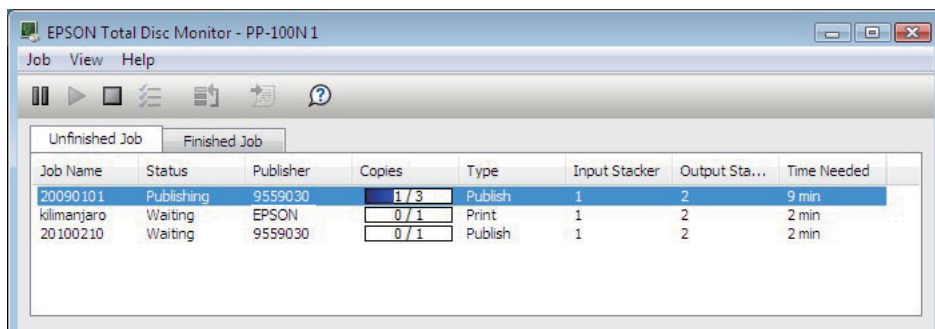 EPSON Total Disc Monitor - PP-100N 1
Job View Help
Unfinished Job Finished Job
Job Name Status Publisher Copies Type Input Stacker Output Sta... Time Needed
20090101 Publishing 9559030 1 / 3 Publish 1 2 9 min
kilimanjaro Waiting EPSON 0 / 1 Print 1 2 2 min
20100210 Waiting 9559030 0 / 1 Publish 1 2 2 min